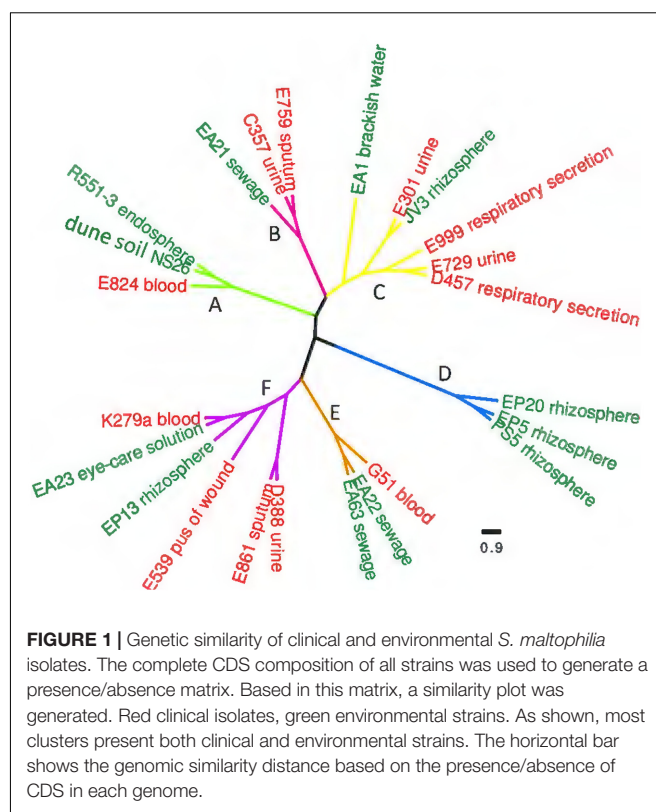 E759 sputum
C357 urine
EA21 sewage
EA1 brackish water
E301 urine
JV3 rhizosphere
E999 respiratory secretion
E729 urine
D457 respiratory secretion
R551-3 endosphere
dune soil NS26
E824 blood
A
B
C
D
E
F
EP20 rhizosphere
EP5 rhizosphere
PS5 rhizosphere
K279a blood
EA23 eye-care solution
EP13 rhizosphere
E539 pus of wound
E861 sputum
D388 urine
G51 blood
EA22 sewage
EA63 sewage
0.9
FIGURE 1 | Genetic similarity of clinical and environmental S. maltophilia
isolates. The complete CDS composition of all strains was used to generate a
presence/absence matrix. Based in this matrix, a similarity plot was
generated. Red clinical isolates, green environmental strains. As shown, most
clusters present both clinical and environmental strains. The horizontal bar
shows the genomic similarity distance based on the presence/absence of
CDS in each genome.